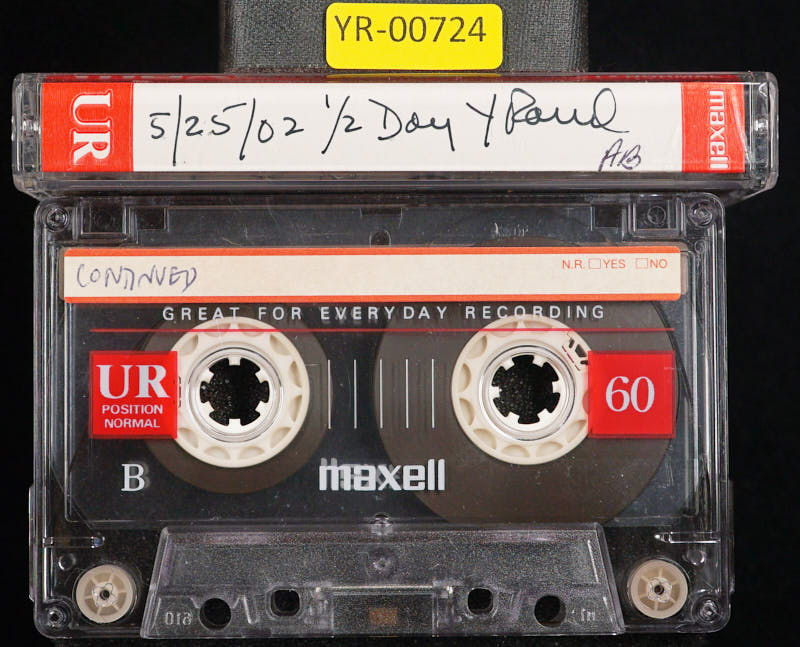 YR-00724
UR
5/25/02 1/2 Day YRoud
maxell
AB
CONTINUED
N.R. □YES □NO
GREAT FOR EVERYDAY RECORDING
UR
POSITION
NORMAL
60
B
maxell